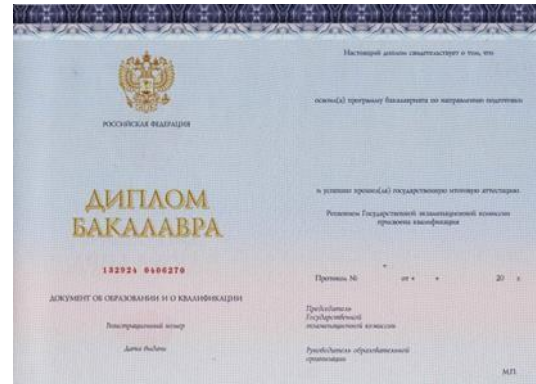 РОССИЙСКАЯ ФЕДЕРАЦИЯ
ДИПЛОМ
БАКАЛАВРА
132924 0406270
ДОКУМЕНТ ОБ ОБРАЗОВАНИИ И О КВАЛИФИКАЦИИ
Регистрационный номер
Дата выдачи
Настоящий диплом свидетельствует о том, что
освоил(а) программу бакалавриата по направлению подготовки
и успешно прошел(ла) государственную итоговую аттестацию.
Решением Государственной экзаменационной комиссии
присвоена квалификация
Протокол № от « » 20 г.
Председатель
Государственной
экзаменационной комиссии
Руководитель образовательной
организации
М.П.